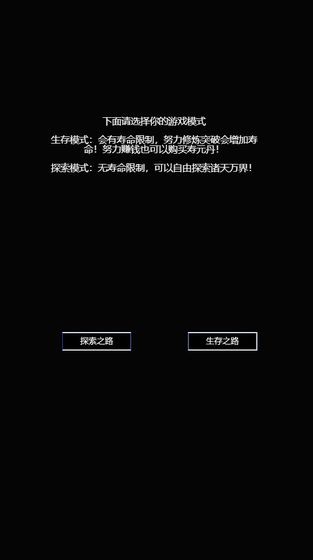 下面请选择你的游戏模式
生存模式：会有寿命限制，努力修炼突破会增加寿
命！努力赚钱也可以购买寿元丹！
探索模式：无寿命限制，可以自由探索诸天万界！
探索之路
生存之路